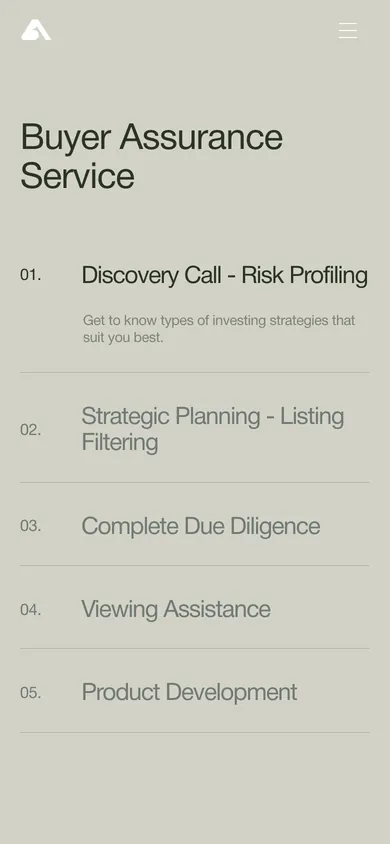 Buyer Assurance
Service
01.
Discovery Call - Risk Profiling
Get to know types of investing strategies that
suit you best.
02.
Strategic Planning - Listing
Filtering
03.
Complete Due Diligence
04.
Viewing Assistance
05.
Product Development